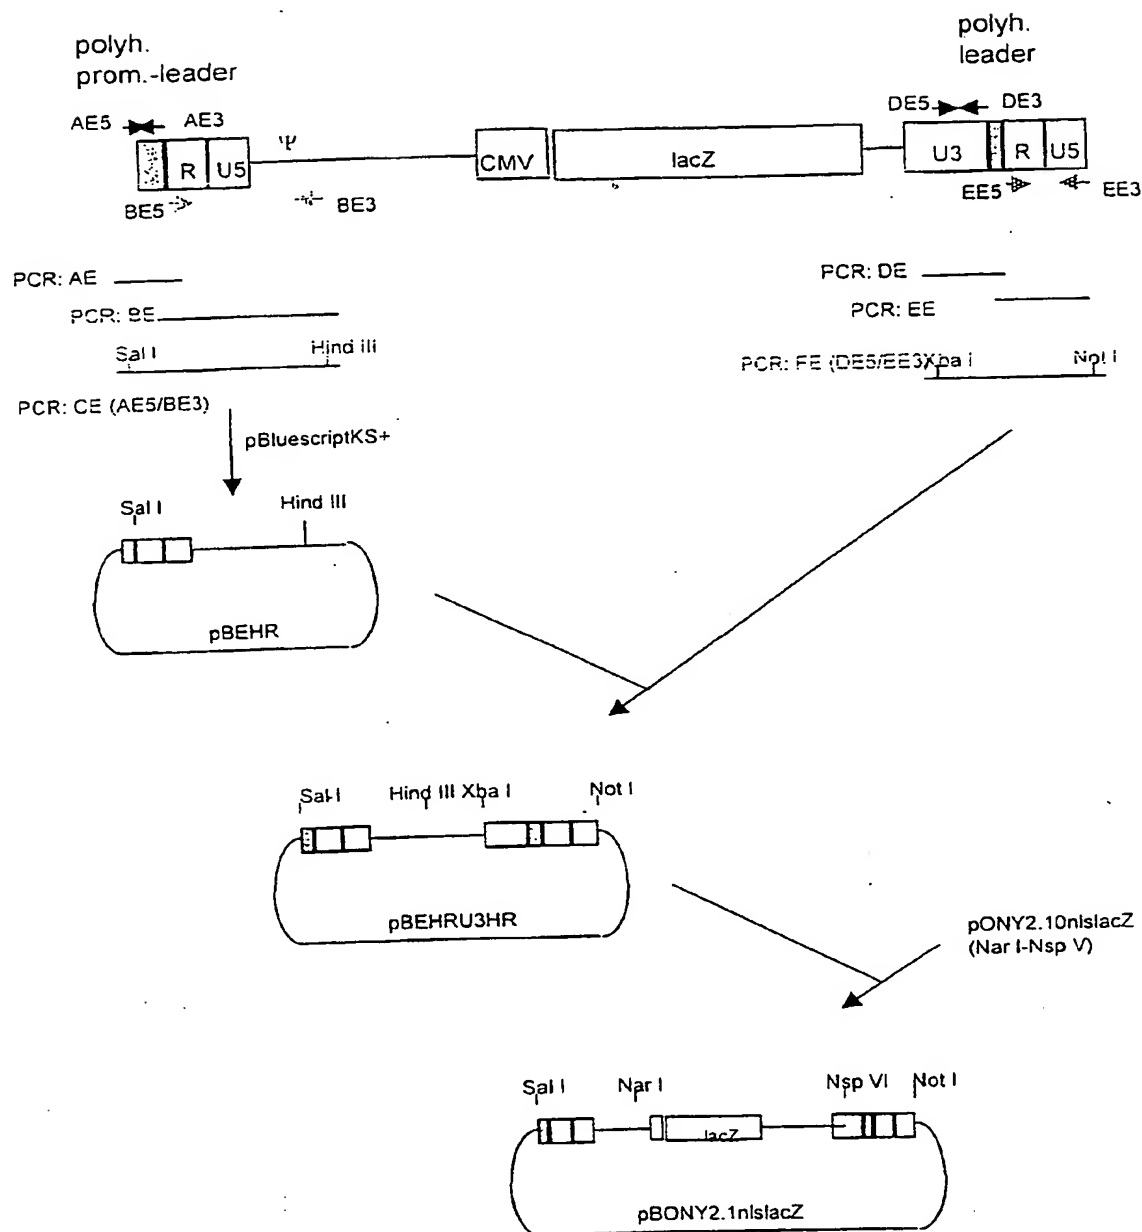 polyh.
prom.-leader
polyh.
leader
AE5
AE3
DE5
DE3
R
U5
Ψ
CMV
lacZ
U3
R
U5
BE5
BE3
EE5
EE3
PCR: AE
PCR: DE
PCR: BE
PCR: EE
Sal I
Hind III
PCR: FE (DE5/EE3
Xba I
Not I
PCR: CE (AE5/BE3)
pBluescriptKS+
Sal I
Hind III
pBEHR
Sal I
Hind III
Xba I
Not I
pBEHRU3HR
pONY2.10nlslacZ
(Nar I-Nsp V)
Sal I
Nar I
Nsp VI
Not I
lacZ
pBONY2.1nlslacZ